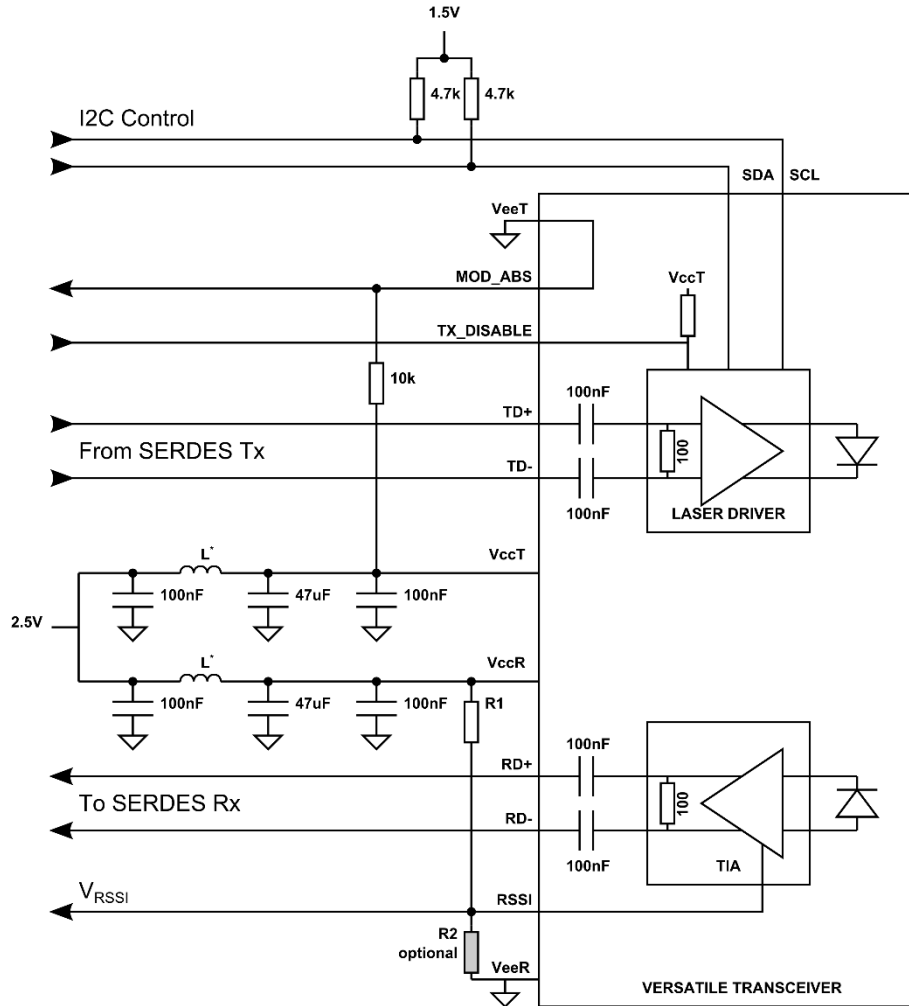 1.5V
4.7k 4.7k
I2C Control
SDA SCL
VeeT
MOD_ABS
VccT
TX_DISABLE
10k
100nF
TD+
From SERDES Tx
100
TD-
100nF
LASER DRIVER
L* VccT
100nF 47uF 100nF
2.5V
L* VccR
100nF 47uF 100nF R1
100nF
RD+
To SERDES Rx
100
RD-
100nF
TIA
VRSSI RSSI
R2
optional
VeeR
VERSATILE TRANSCEIVER